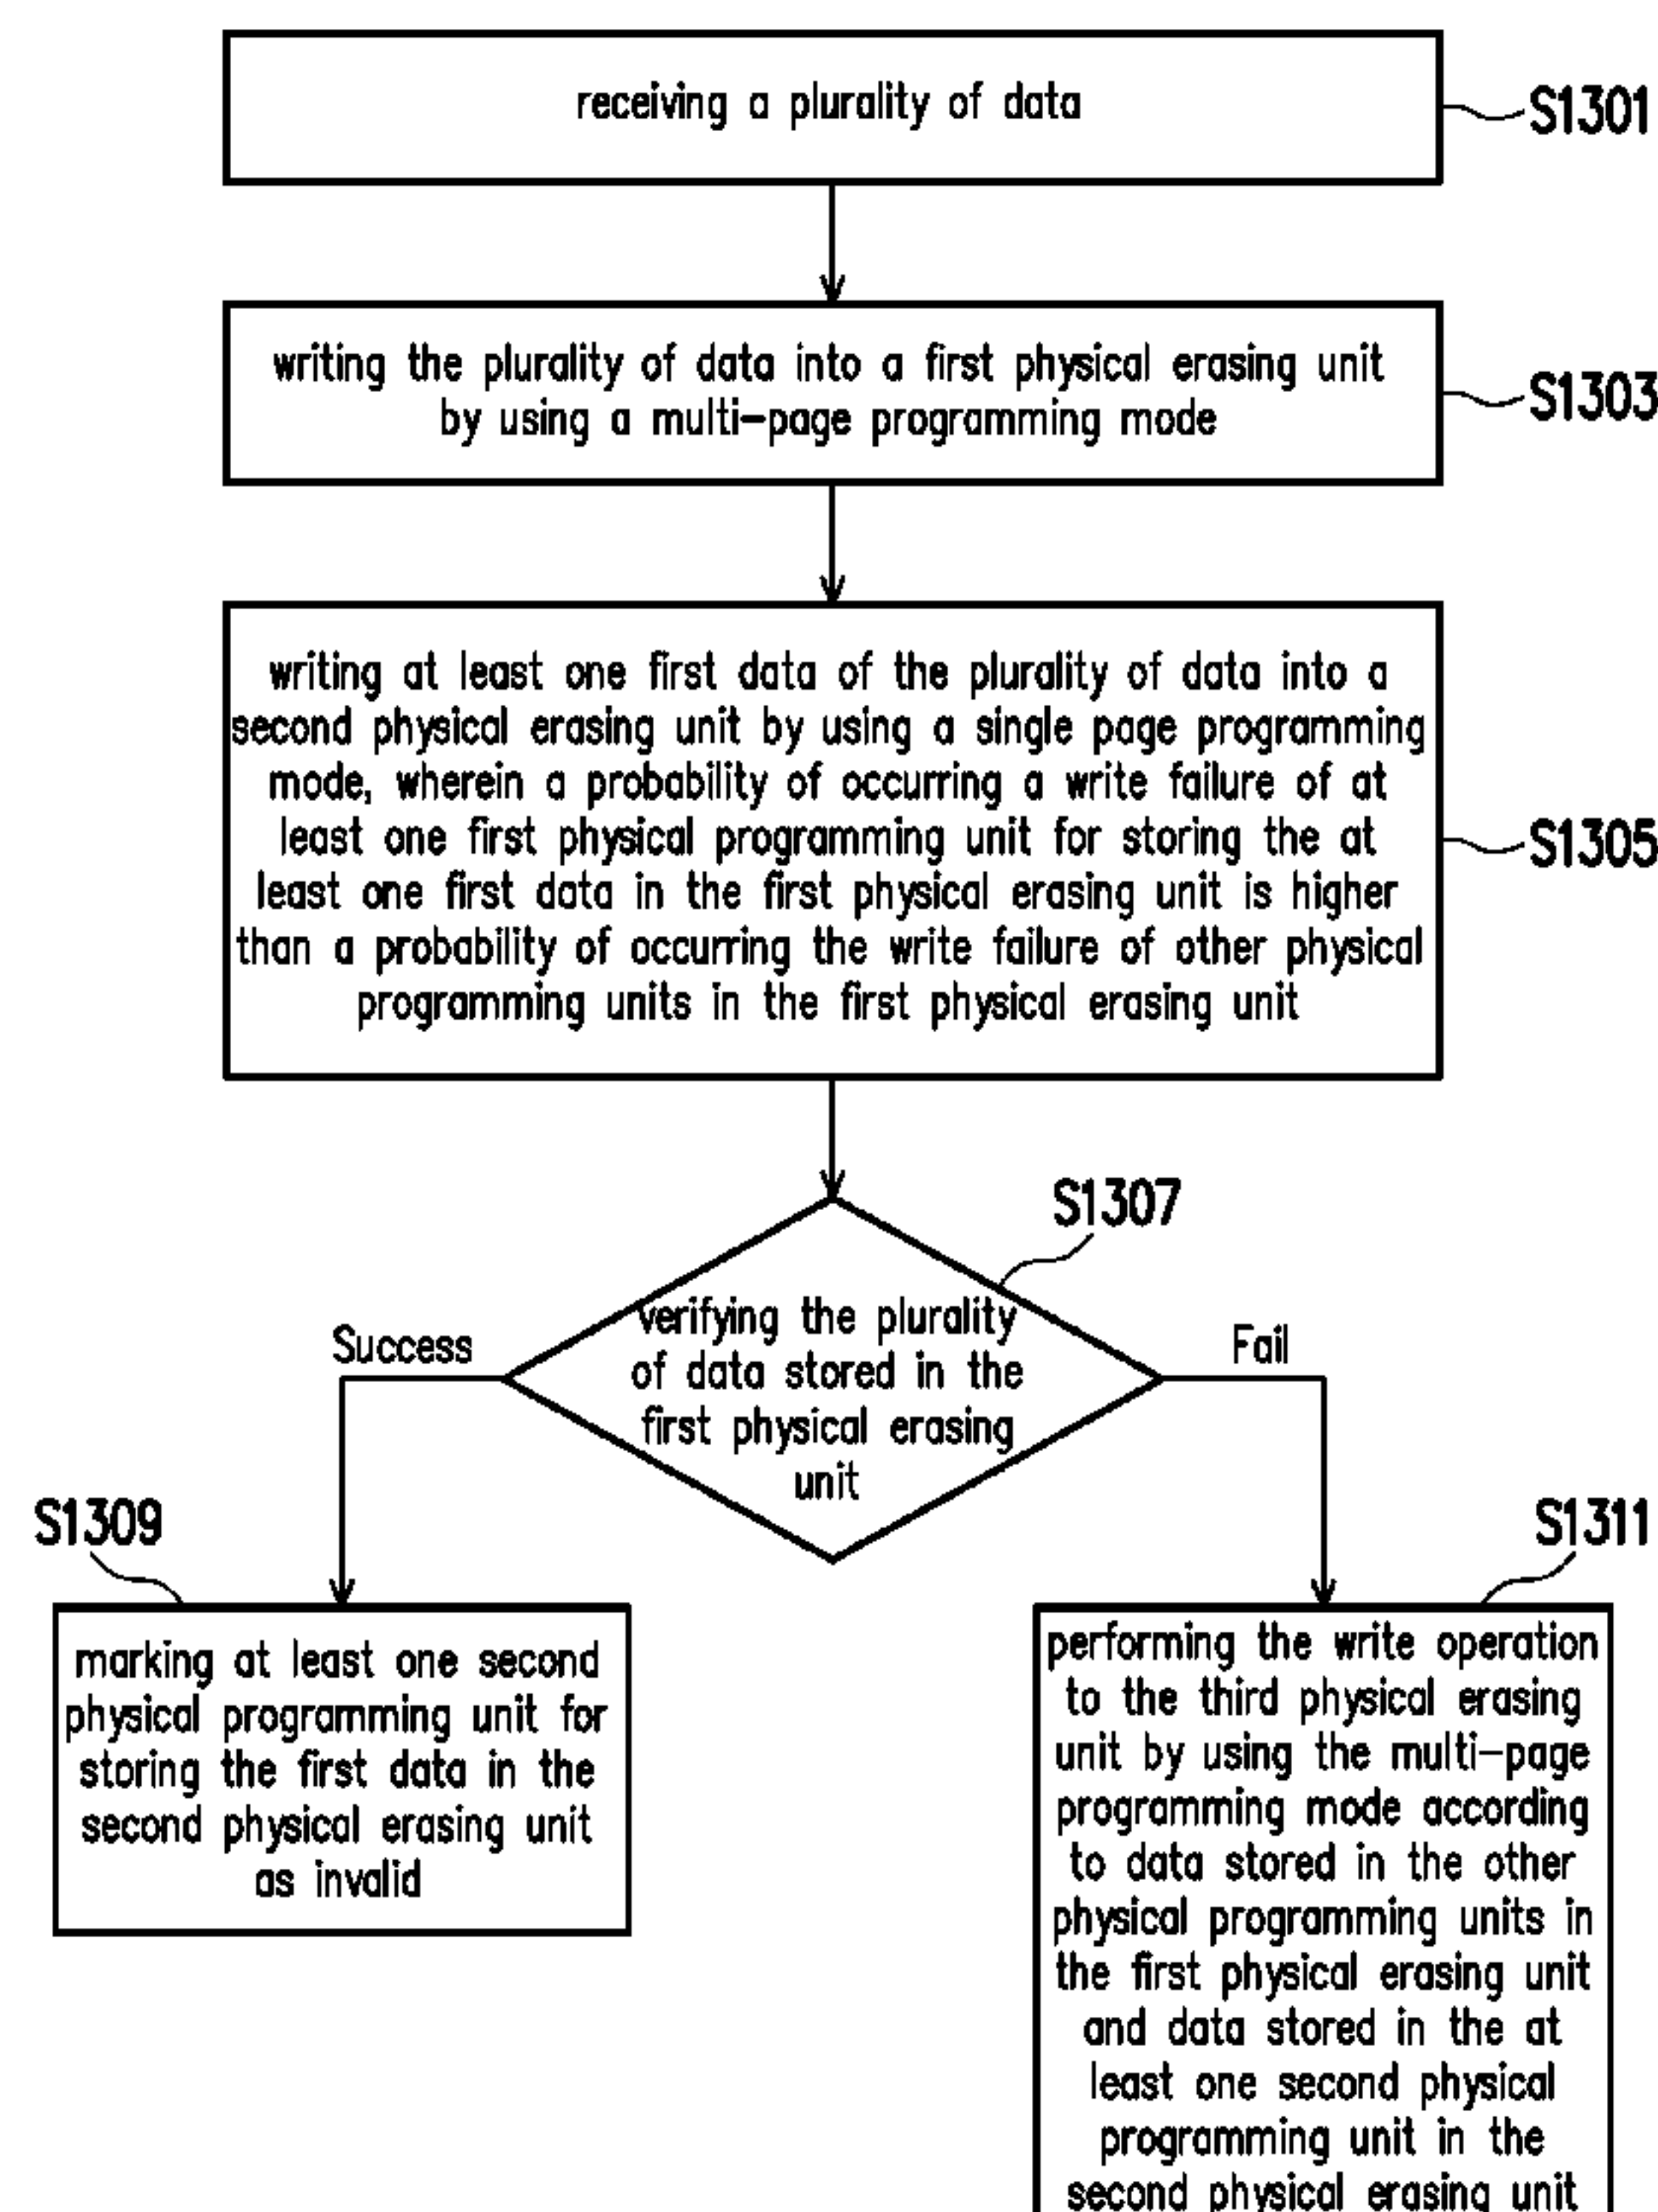 receiving a plurality of data
S1301
writing the plurality of data into a first physical erasing unit
by using a multi-page programming mode
S1303
writing at least one first data of the plurality of data into a
second physical erasing unit by using a single page programming
mode, wherein a probability of occurring a write failure of at
least one first physical programming unit for storing the at
least one first data in the first physical erasing unit is higher
than a probability of occurring the write failure of other physical
programming units in the first physical erasing unit
S1305
S1307
verifying the plurality
of data stored in the
first physical erasing
unit
Success
Fail
S1309
marking at least one second
physical programming unit for
storing the first data in the
second physical erasing unit
as invalid
S1311
performing the write operation
to the third physical erasing
unit by using the multi-page
programming mode according
to data stored in the other
physical programming units in
the first physical erasing unit
and data stored in the at
least one second physical
programming unit in the
second physical erasing unit